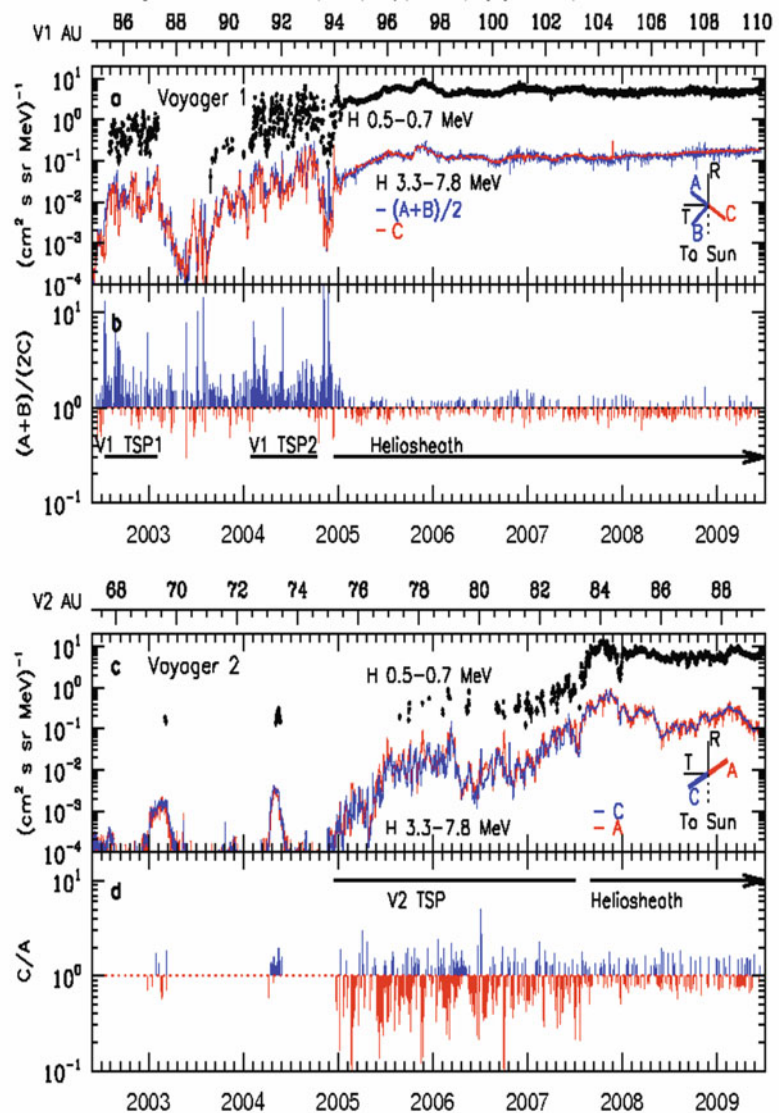 V1 AU 86 88 90 92 94 96 98 100 102 104 106 108 110
a Voyager 1
H 0.5-0.7 MeV
H 3.3-7.8 MeV
(A+B)/2
C
A R
T C
B
To Sun
(cm² s sr MeV)⁻¹
10¹
10⁰
10⁻¹
10⁻²
10⁻³
10⁻⁴
b
(A+B)/(2C)
10¹
10⁰
10⁻¹
V1 TSP1 V1 TSP2 Heliosheath
2003 2004 2005 2006 2007 2008 2009
V2 AU 68 70 72 74 76 78 80 82 84 86 88
c Voyager 2
H 0.5-0.7 MeV
H 3.3-7.8 MeV
C
A
R
T A
C
To Sun
(cm² s sr MeV)⁻¹
10¹
10⁰
10⁻¹
10⁻²
10⁻³
10⁻⁴
d
V2 TSP Heliosheath
C/A
10¹
10⁰
10⁻¹
2003 2004 2005 2006 2007 2008 2009